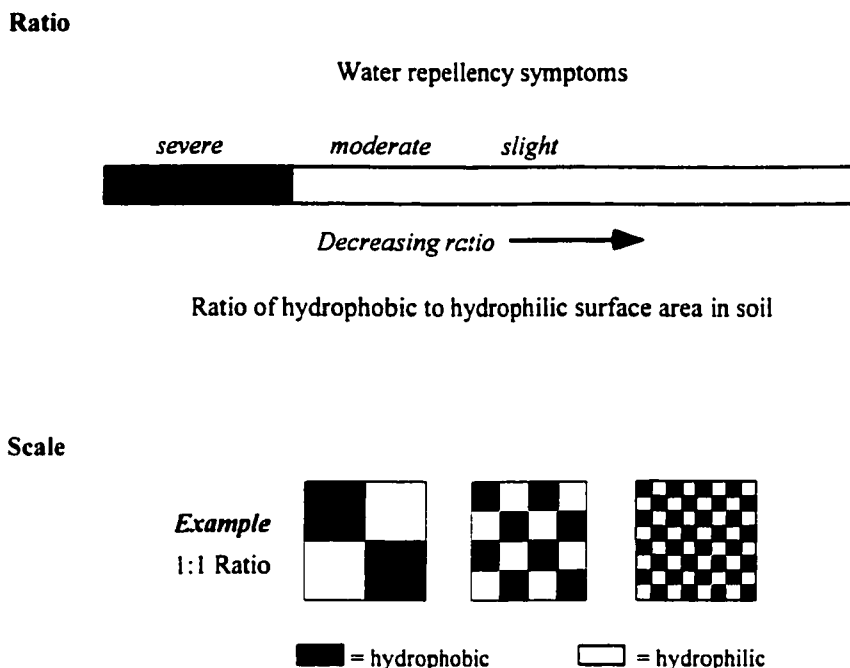 Ratio
Water repellency symptoms
severe moderate slight
Decreasing ratio
Ratio of hydrophobic to hydrophilic surface area in soil
Scale
Example
1:1 Ratio
= hydrophobic = hydrophilic